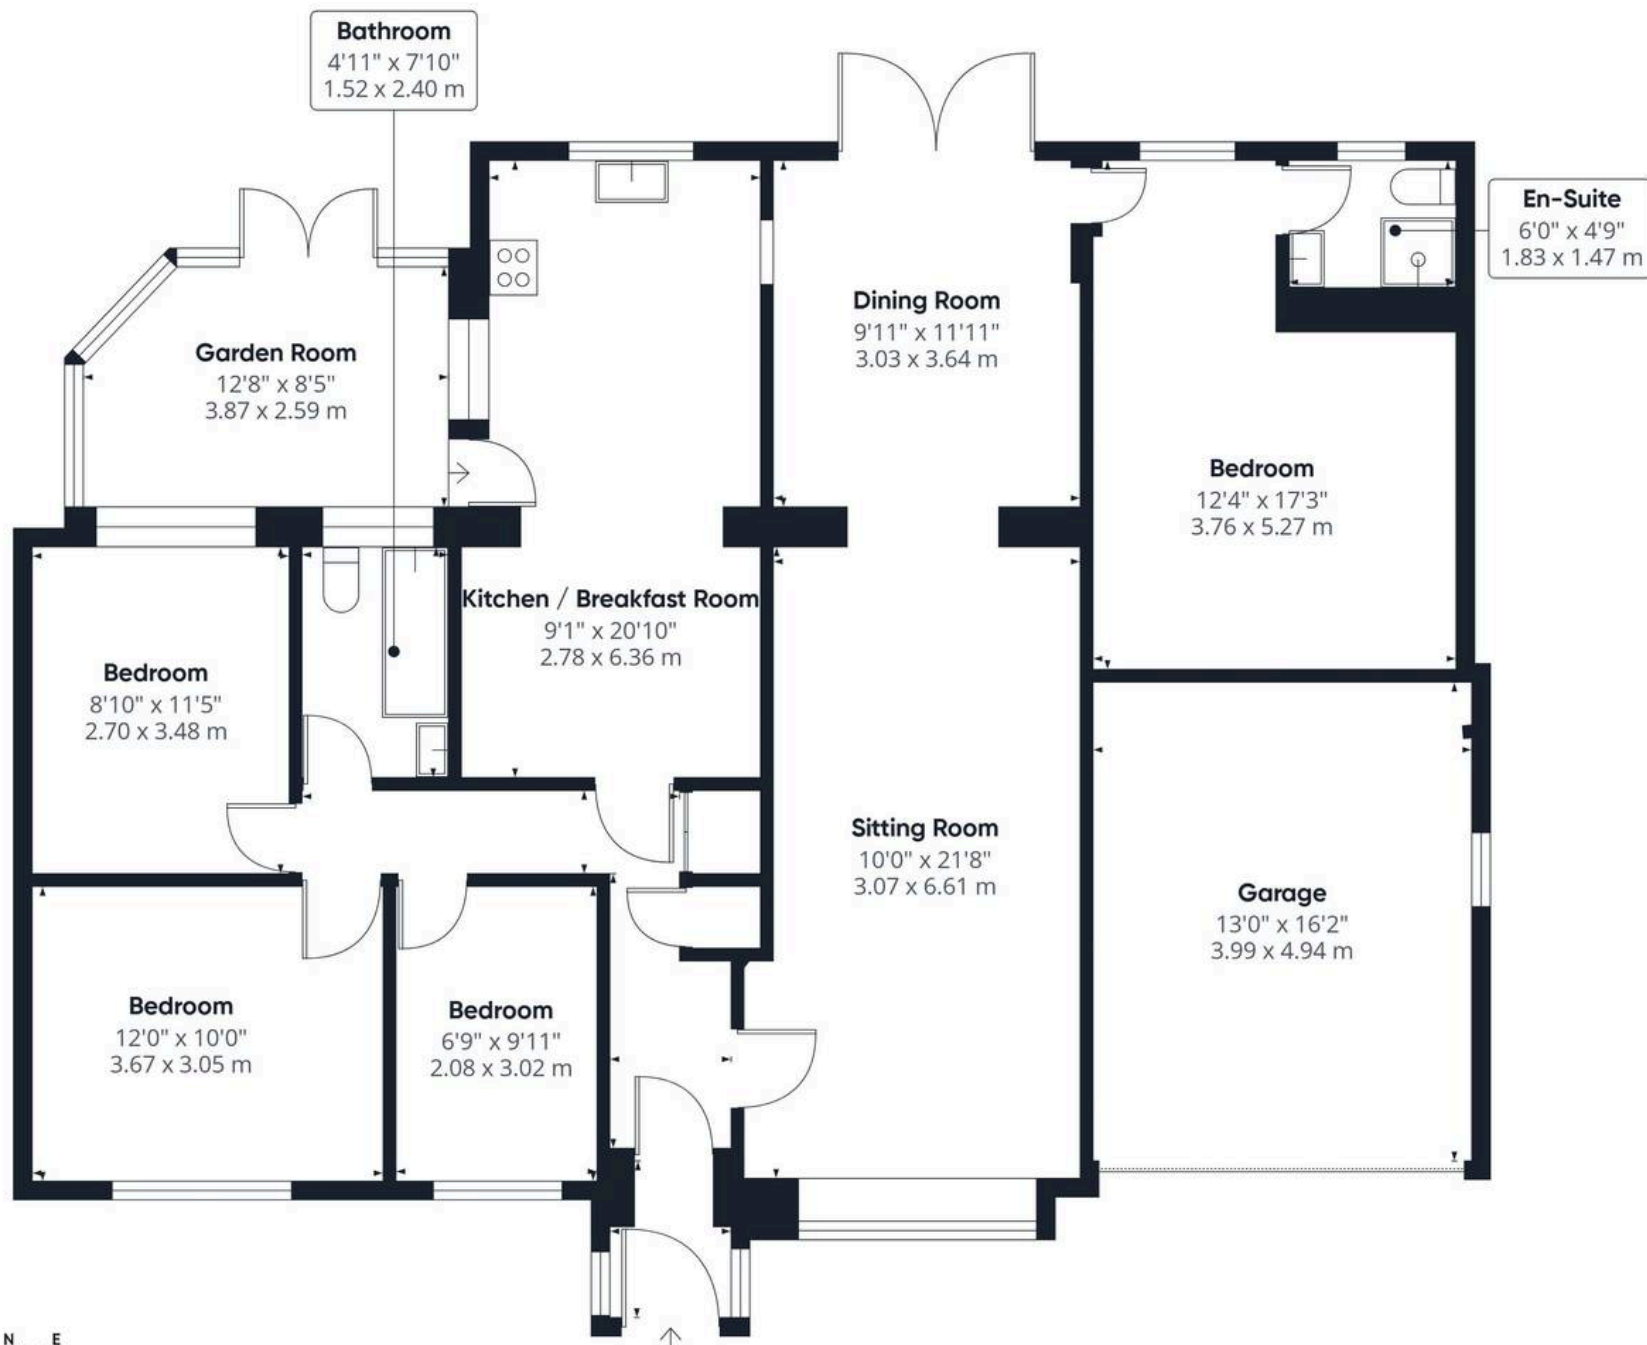 Bathroom
4'11" x 7'10"
1.52 x 2.40 m
En-Suite
6'0" x 4'9"
1.83 x 1.47 m
Dining Room
9'11" x 11'11"
3.03 x 3.64 m
Garden Room
12'8" x 8'5"
3.87 x 2.59 m
Bedroom
12'4" x 17'3"
3.76 x 5.27 m
Kitchen / Breakfast Room
9'1" x 20'10"
2.78 x 6.36 m
Bedroom
8'10" x 11'5"
2.70 x 3.48 m
Sitting Room
10'0" x 21'8"
3.07 x 6.61 m
Garage
13'0" x 16'2"
3.99 x 4.94 m
Bedroom
12'0" x 10'0"
3.67 x 3.05 m
Bedroom
6'9" x 9'11"
2.08 x 3.02 m
N E